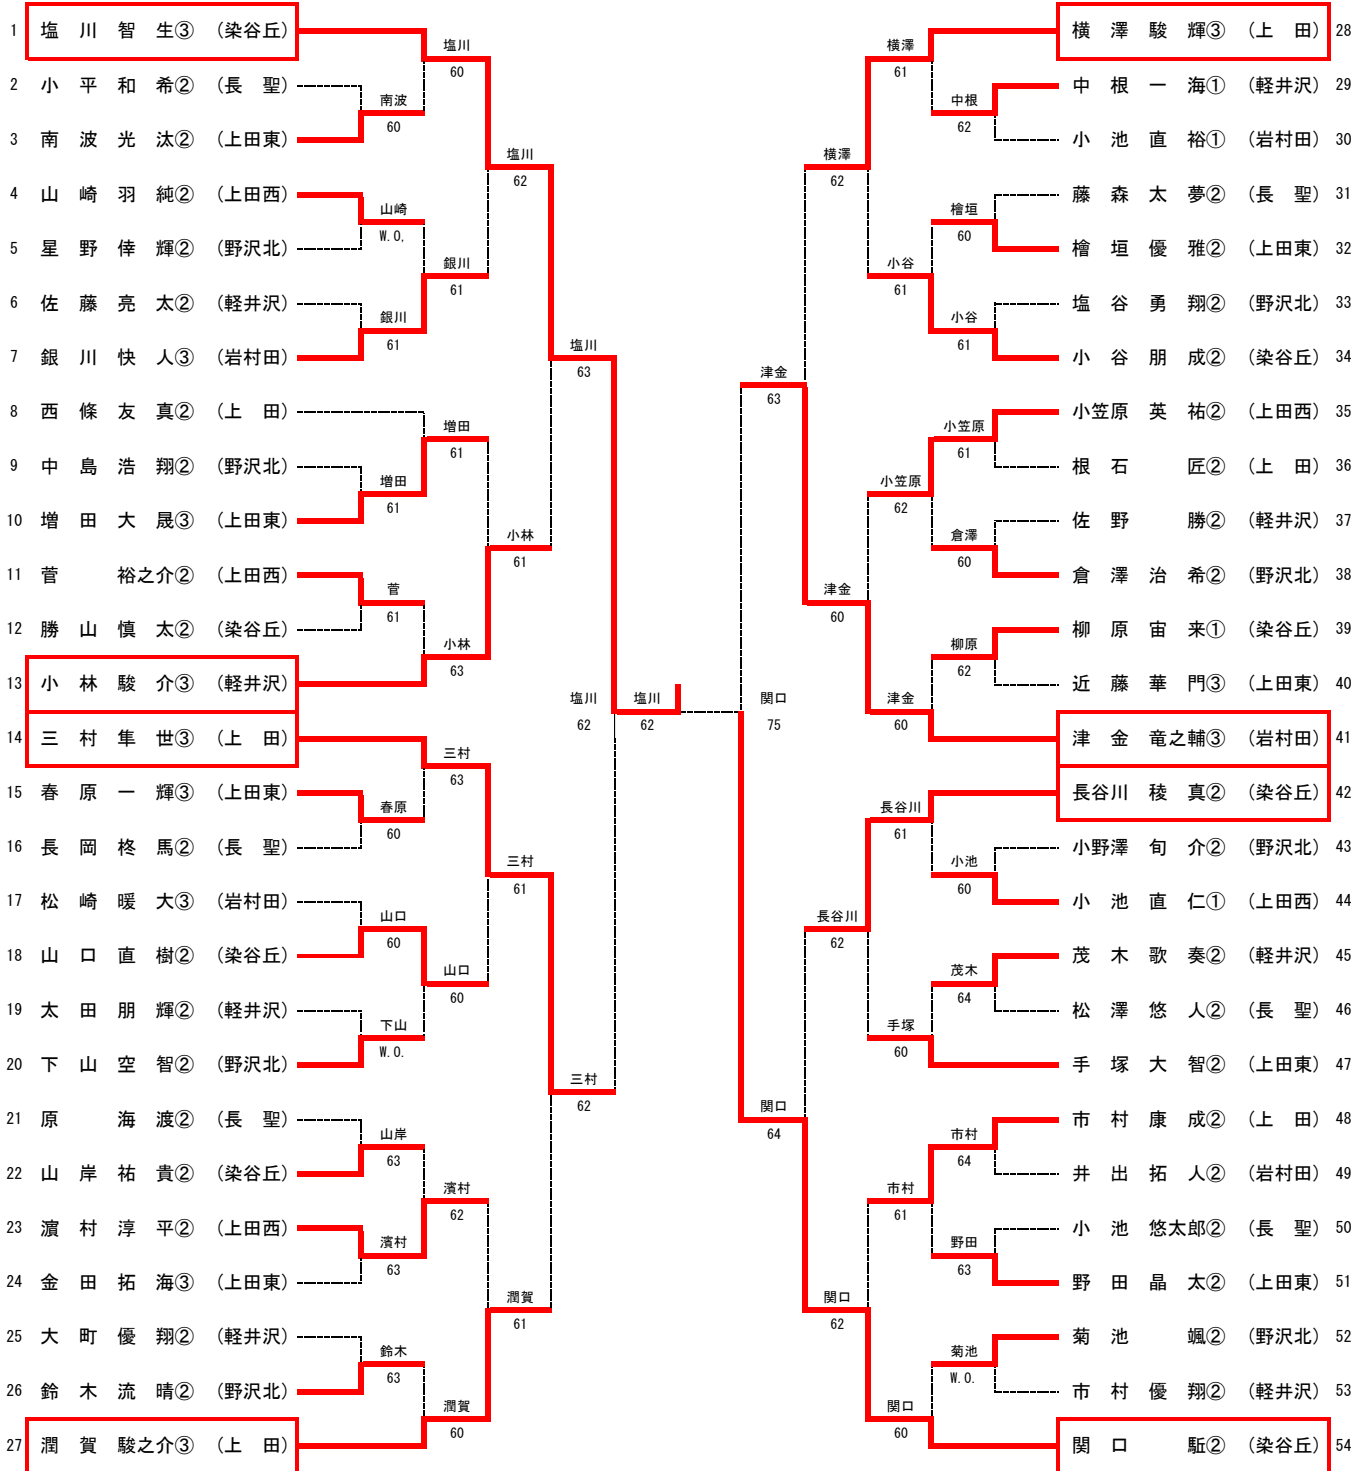 1 塩 川 智 生③ (染谷丘)
2 小 平 和 希② (長 聖)
3 南 波 光 汰② (上田東)
4 山 崎 羽 純② (上田西)
5 星 野 倖 輝② (野沢北)
6 佐 藤 亮 太② (軽井沢)
7 銀 川 快 人③ (岩村田)
8 西 條 友 真② (上 田)
9 中 島 浩 翔② (野沢北)
10 増 田 大 晟③ (上田東)
11 菅 裕之介② (上田西)
12 勝 山 慎 太② (染谷丘)
13 小 林 駿 介③ (軽井沢)
14 三 村 隼 世③ (上 田)
15 春 原 一 輝③ (上田東)
16 長 岡 柊 馬② (長 聖)
17 松 崎 暖 大③ (岩村田)
18 山 口 直 樹② (染谷丘)
19 太 田 朋 輝② (軽井沢)
20 下 山 空 智② (野沢北)
21 原 海 渡② (長 聖)
22 山 岸 祐 貴② (染谷丘)
23 濵 村 淳 平② (上田西)
24 金 田 拓 海③ (上田東)
25 大 町 優 翔② (軽井沢)
26 鈴 木 流 晴② (野沢北)
27 潤 賀 駿之介③ (上 田)
南波
60
山崎
W.O.
銀川
61
増田
61
菅
61
春原
60
山口
60
下山
W.O.
山岸
63
濱村
63
鈴木
63
塩川
60
銀川
61
増田
61
小林
63
三村
63
山口
60
濱村
62
潤賀
60
塩川
62
小林
61
三村
61
潤賀
61
塩川
63
三村
62
塩川
62
塩川
62
関口
75
津金
63
関口
64
横澤
62
津金
60
長谷川
62
関口
62
横澤
61
小谷
61
小笠原
62
津金
60
長谷川
61
手塚
60
市村
61
関口
60
中根
62
檜垣
60
小谷
61
小笠原
61
倉澤
60
柳原
62
小池
60
茂木
64
市村
64
野田
63
菊池
W.O.
横 澤 駿 輝③ (上 田) 28
中 根 一 海① (軽井沢) 29
小 池 直 裕① (岩村田) 30
藤 森 太 夢② (長 聖) 31
檜 垣 優 雅② (上田東) 32
塩 谷 勇 翔② (野沢北) 33
小 谷 朋 成② (染谷丘) 34
小笠原 英 祐② (上田西) 35
根 石 匠② (上 田) 36
佐 野 勝② (軽井沢) 37
倉 澤 治 希② (野沢北) 38
柳 原 宙 来① (染谷丘) 39
近 藤 華 門③ (上田東) 40
津 金 竜之輔③ (岩村田) 41
長谷川 稜 真② (染谷丘) 42
小野澤 旬 介② (野沢北) 43
小 池 直 仁① (上田西) 44
茂 木 歌 奏② (軽井沢) 45
松 澤 悠 人② (長 聖) 46
手 塚 大 智② (上田東) 47
市 村 康 成② (上 田) 48
井 出 拓 人② (岩村田) 49
小 池 悠太郎② (長 聖) 50
野 田 晶 太② (上田東) 51
菊 池 颯② (野沢北) 52
市 村 優 翔② (軽井沢) 53
関 口 駈② (染谷丘) 54